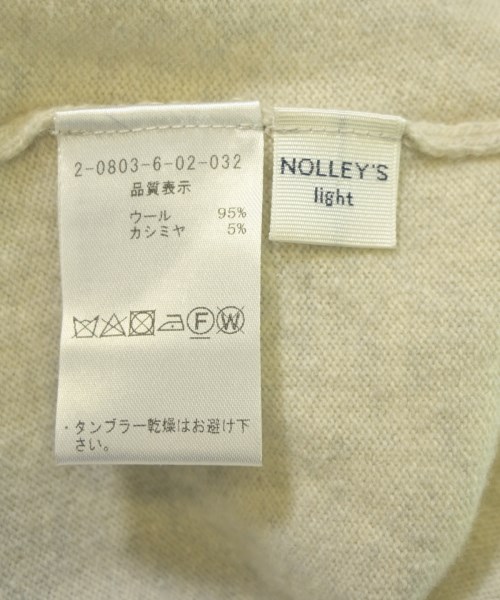 2-0803-6-02-032
品質表示
ウール 95%
カシミヤ 5%
F W
・タンブラー乾燥はお避け下
さい。
NOLLEY'S
light